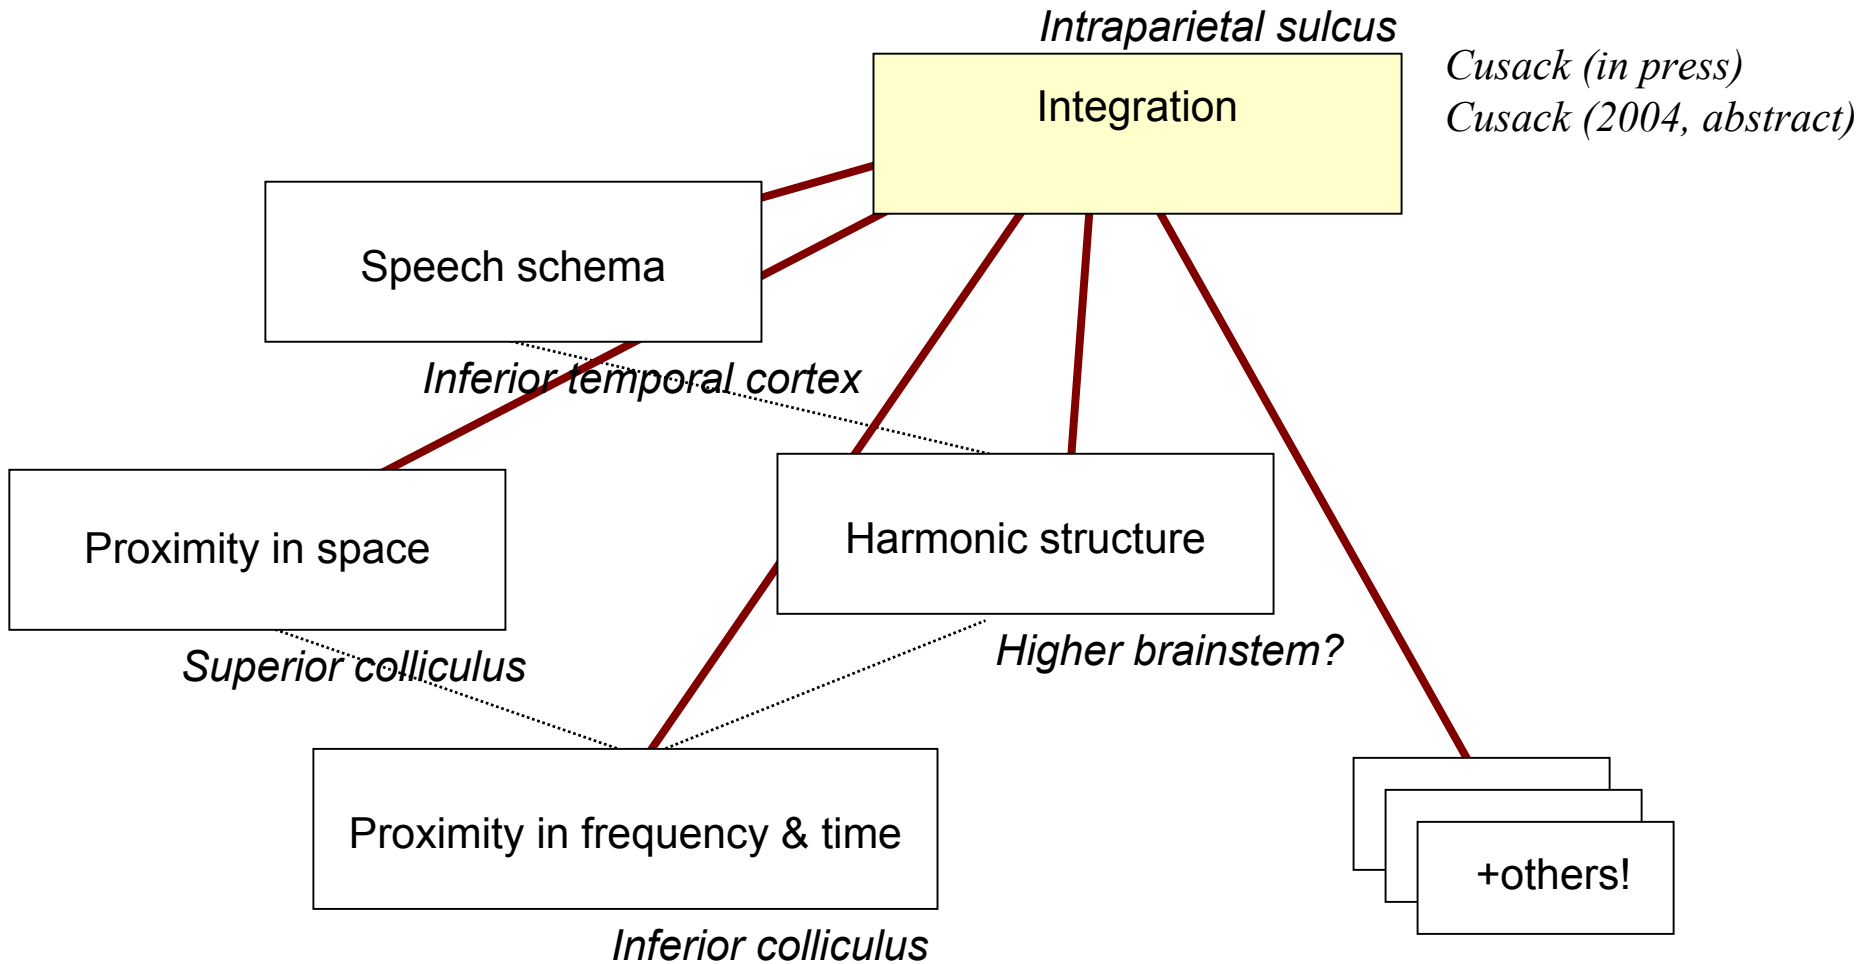 Intraparietal sulcus
Integration
Cusack (in press)
Cusack (2004, abstract)
Speech schema
Inferior temporal cortex
Proximity in space
Superior colliculus
Harmonic structure
Higher brainstem?
Proximity in frequency & time
Inferior colliculus
+others!